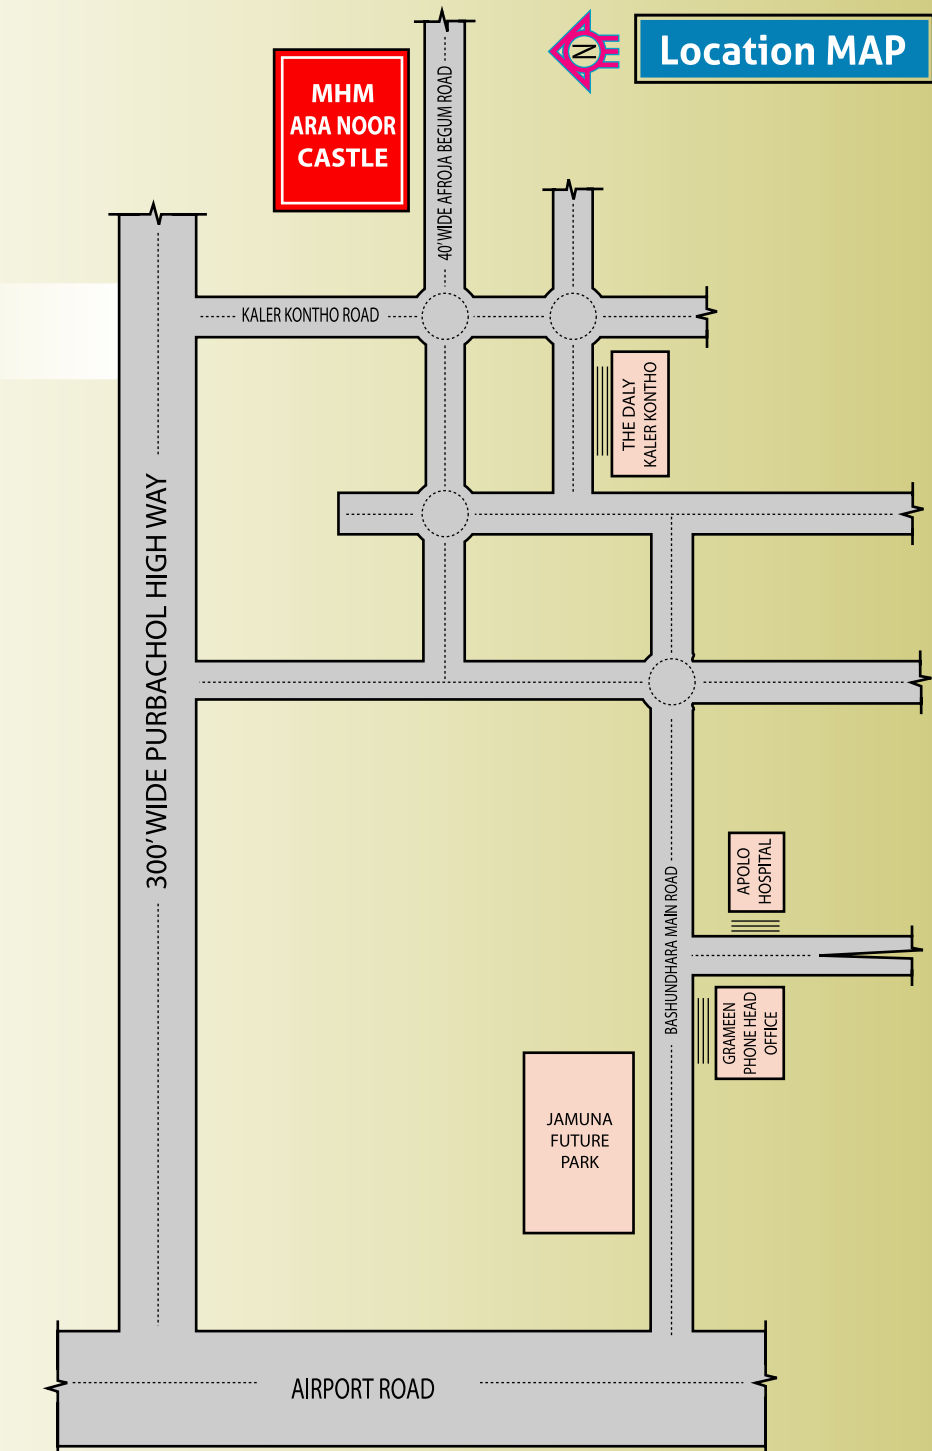 Location MAP
N
MHM
ARA NOOR
CASTLE
40' WIDE AFROJA BEGUM ROAD
KALER KONTHO ROAD
THE DALY
KALER KONTHO
300' WIDE PURBACHOL HIGH WAY
APOLO
HOSPITAL
BASHUNDHARA MAIN ROAD
GRAMEEN
PHONE HEAD
OFFICE
JAMUNA
FUTURE
PARK
AIRPORT ROAD